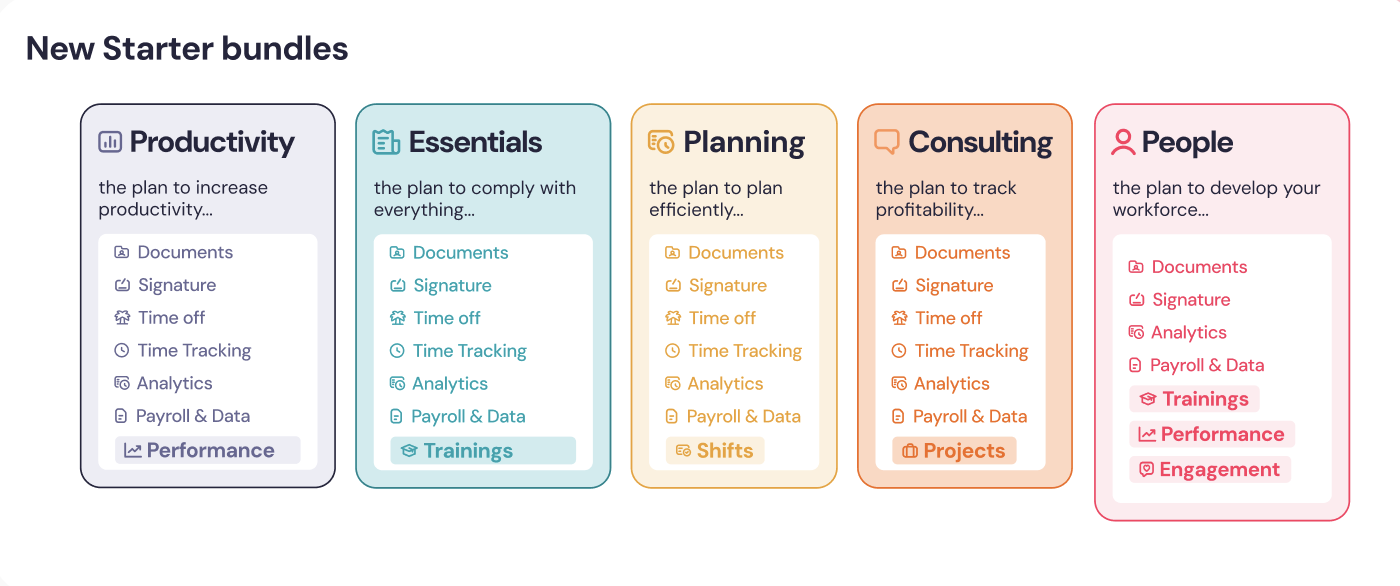 New Starter bundles
Productivity
the plan to increase
productivity...
Documents
Signature
Time off
Time Tracking
Analytics
Payroll & Data
Performance
Essentials
the plan to comply with
everything...
Documents
Signature
Time off
Time Tracking
Analytics
Payroll & Data
Trainings
Planning
the plan to plan
efficiently...
Documents
Signature
Time off
Time Tracking
Analytics
Payroll & Data
Shifts
Consulting
the plan to track
profitability...
Documents
Signature
Time off
Time Tracking
Analytics
Payroll & Data
Projects
People
the plan to develop your
workforce...
Documents
Signature
Analytics
Payroll & Data
Trainings
Performance
Engagement